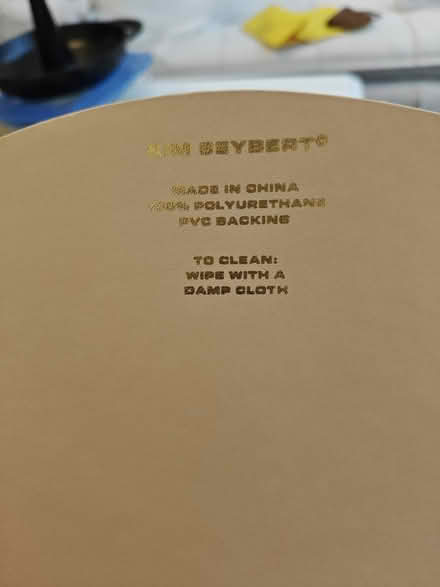 KIM SEYBERT©
MADE IN CHINA
100% POLYURETHANE
PVC BACKING
TO CLEAN:
WIPE WITH A
DAMP CLOTH